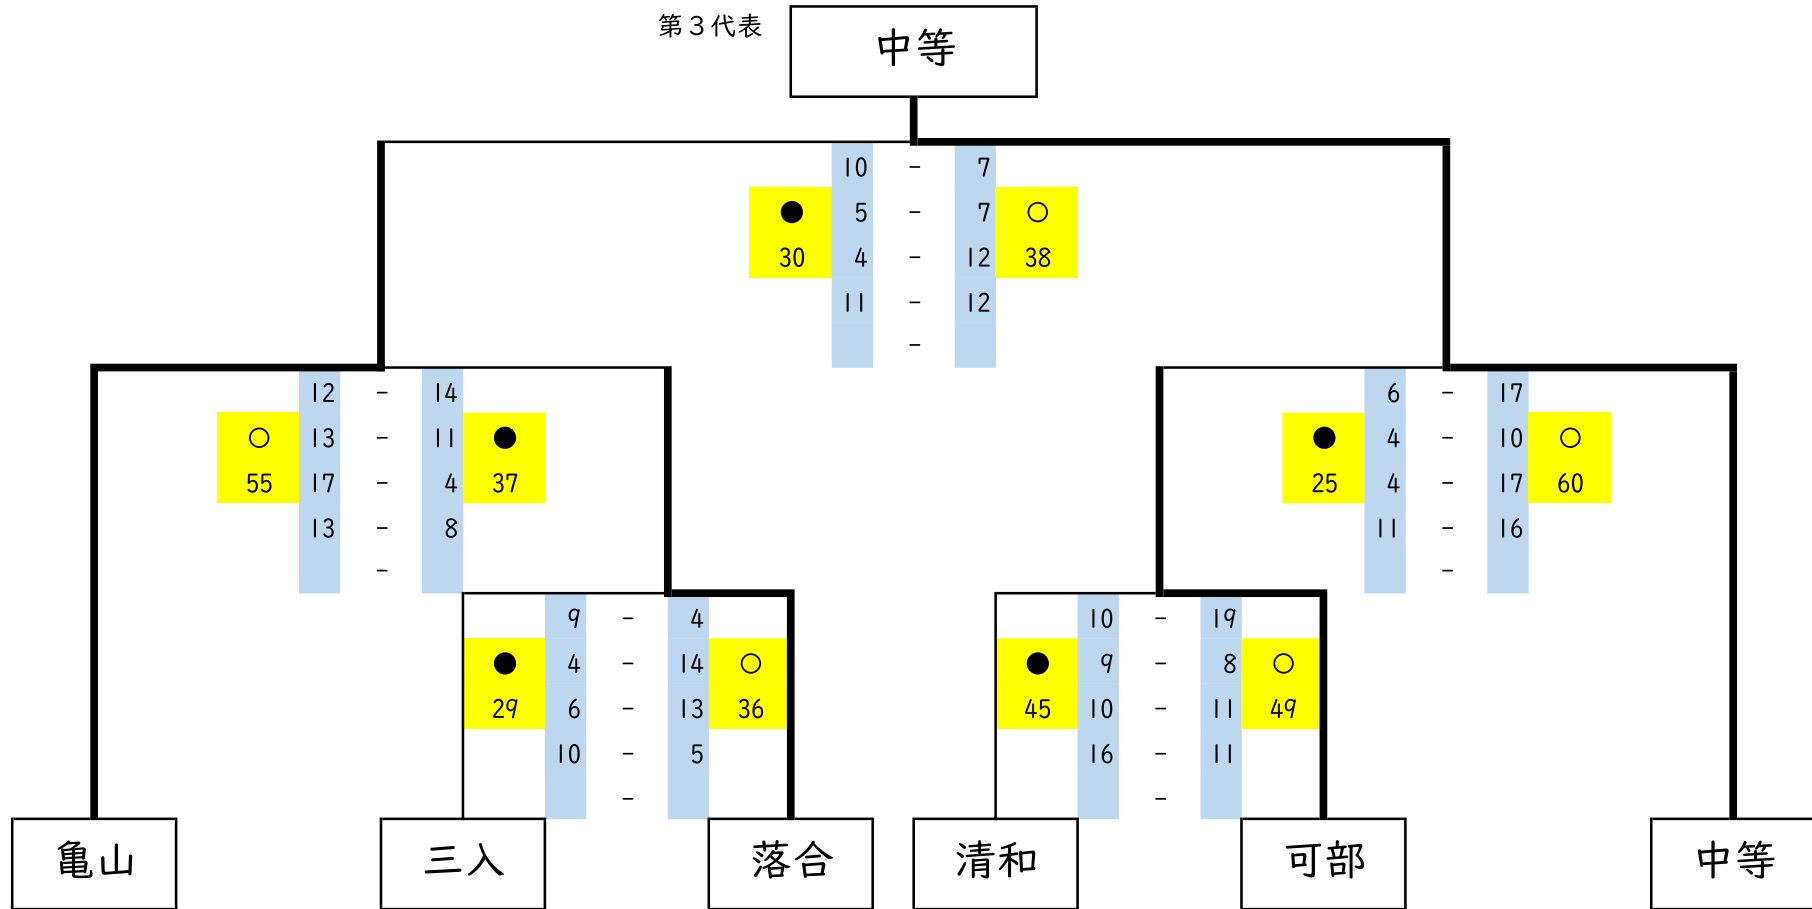 第3代表
中等
10 - 7
● 5 - 7 ○
30 4 - 12 38
11 - 12
-
12 - 14 6 - 17
○ 13 - 11 ● ● 4 - 10 ○
55 17 - 4 37 25 4 - 17 60
13 - 8 11 - 16
- -
9 - 4 10 - 19
● 4 - 14 ○ ● 9 - 8 ○
29 6 - 13 36 45 10 - 11 49
10 - 5 16 - 11
- -
亀山 三入 落合 清和 可部 中等